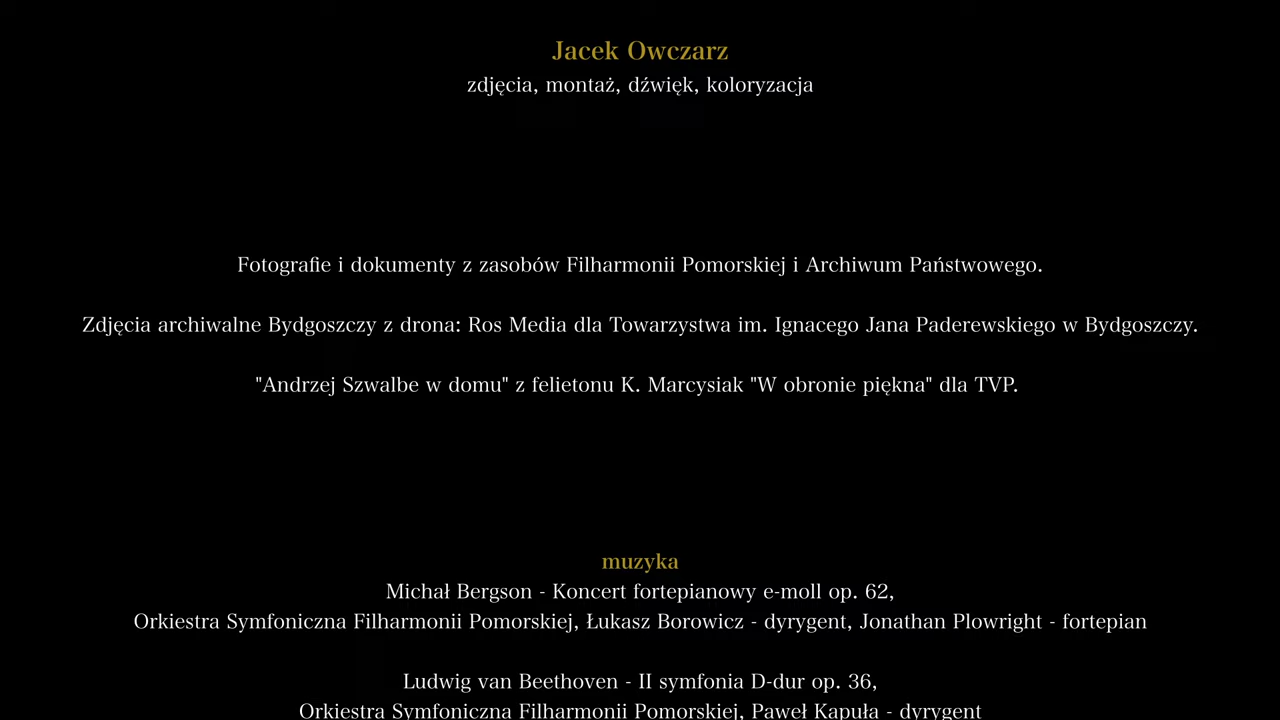 Jacek Owczarz
zdjęcia, montaż, dźwięk, koloryzacja
Fotografie i dokumenty z zasobów Filharmonii Pomorskiej i Archiwum Państwowego.
Zdjęcia archiwalne Bydgoszczy z drona: Ros Media dla Towarzystwa im. Ignacego Jana Paderewskiego w Bydgoszczy.
"Andrzej Szwalbe w domu" z felietonu K. Marcysiak "W obronie piękna" dla TVP.
muzyka
Michał Bergson - Koncert fortepianowy e-moll op. 62,
Orkiestra Symfoniczna Filharmonii Pomorskiej, Łukasz Borowicz - dyrygent, Jonathan Plowright - fortepian
Ludwig van Beethoven - II symfonia D-dur op. 36,
Orkiestra Symfoniczna Filharmonii Pomorskiej, Paweł Kapuła - dyrygent